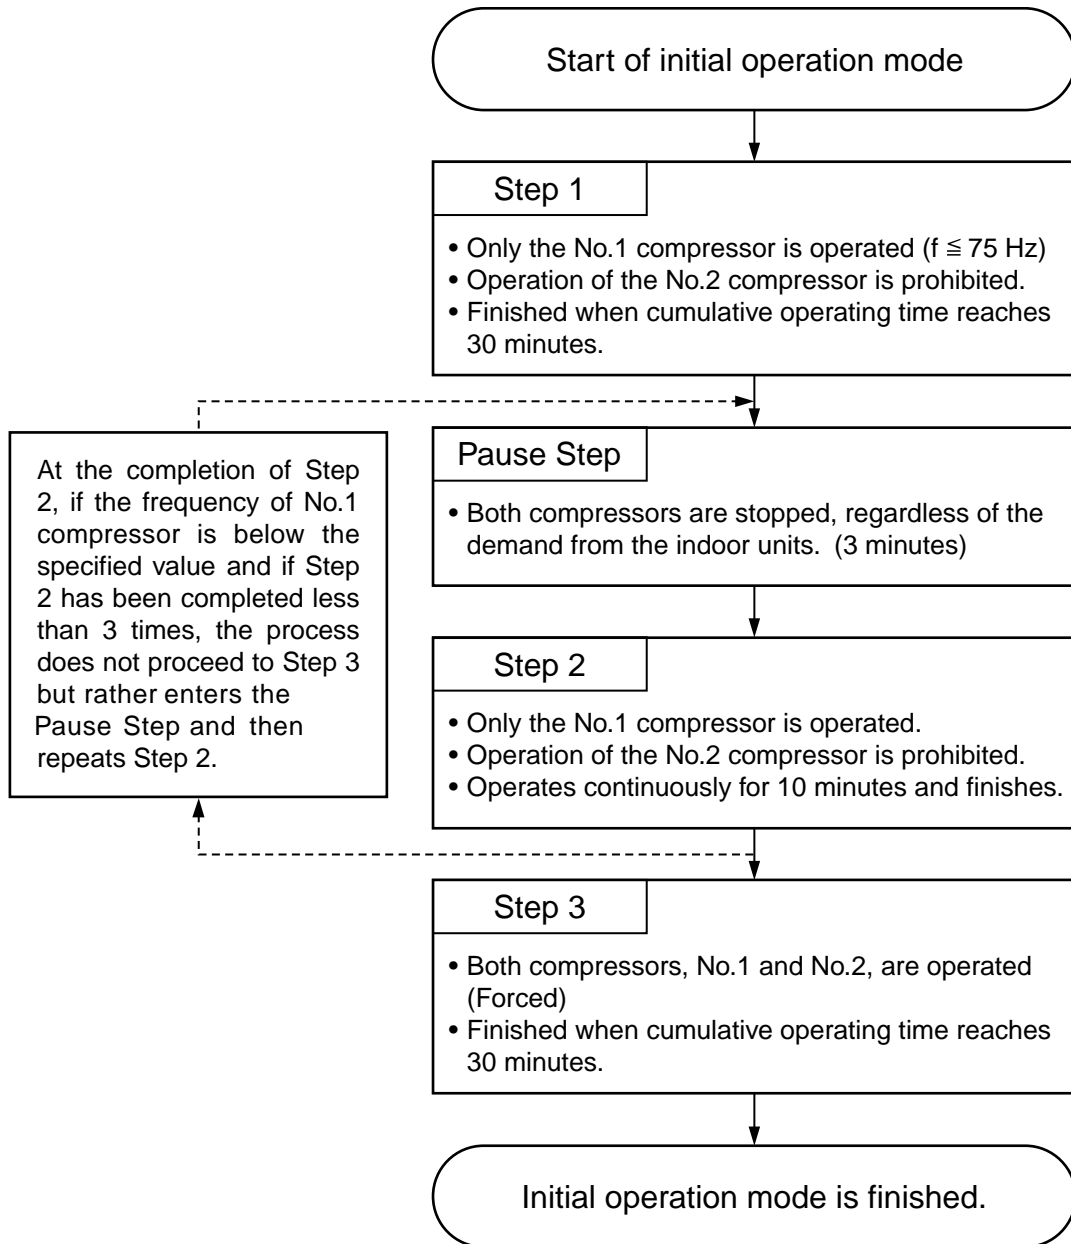 Start of initial operation mode
Step 1
• Only the No.1 compressor is operated (f ≦ 75 Hz)
• Operation of the No.2 compressor is prohibited.
• Finished when cumulative operating time reaches
30 minutes.
Pause Step
• Both compressors are stopped, regardless of the
demand from the indoor units.  (3 minutes)
At the completion of Step
2, if the frequency of No.1
compressor is below the
specified value and if Step
2 has been completed less
than 3 times, the process
does not proceed to Step 3
but rather enters the
Pause Step and then
repeats Step 2.
Step 2
• Only the No.1 compressor is operated.
• Operation of the No.2 compressor is prohibited.
• Operates continuously for 10 minutes and finishes.
Step 3
• Both compressors, No.1 and No.2, are operated
(Forced)
• Finished when cumulative operating time reaches
30 minutes.
Initial operation mode is finished.